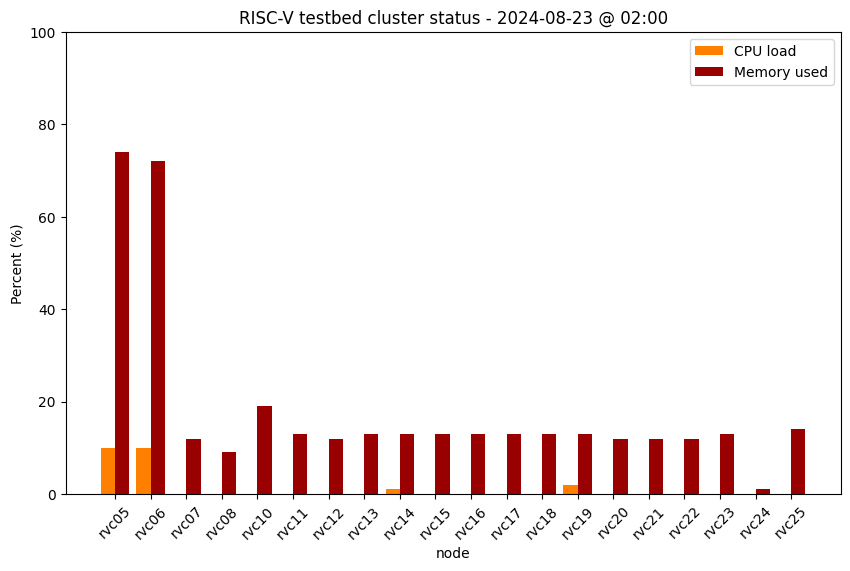 RISC-V testbed cluster status - 2024-08-23 @ 02:00
CPU load
Memory used
Percent (%)
100
80
60
40
20
0
rvc05
rvc06
rvc07
rvc08
rvc10
rvc11
rvc12
rvc13
rvc14
rvc15
rvc16
rvc17
rvc18
rvc19
rvc20
rvc21
rvc22
rvc23
rvc24
rvc25
node